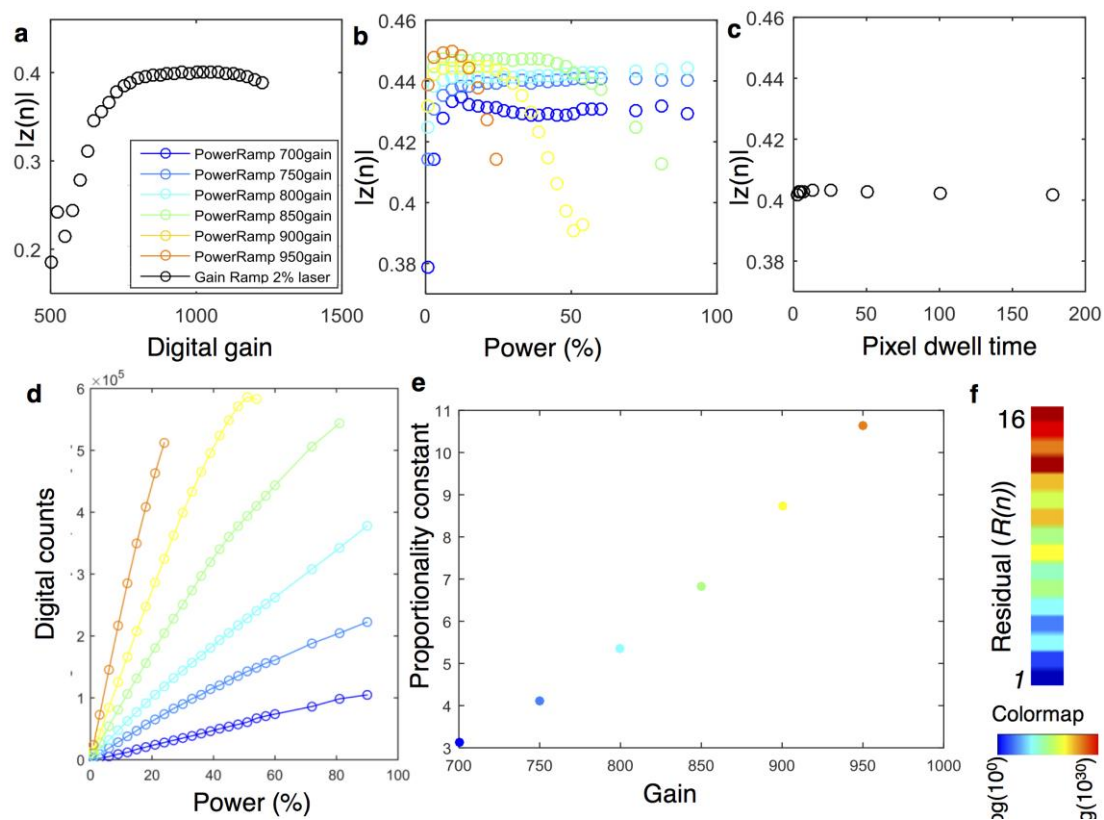 a
|z(n)|
0.4
0.3
0.2
500
1000
1500
Digital gain
PowerRamp 700gain
PowerRamp 750gain
PowerRamp 800gain
PowerRamp 850gain
PowerRamp 900gain
PowerRamp 950gain
Gain Ramp 2% laser
b
|z(n)|
0.46
0.44
0.42
0.4
0.38
0
50
100
Power (%)
c
|z(n)|
0.46
0.44
0.42
0.4
0.38
0
50
100
150
200
Pixel dwell time
d
×10⁵
Digital counts
6
5
4
3
2
1
0
0
20
40
60
80
100
Power (%)
e
Proportionality constant
11
10
9
8
7
6
5
4
3
700
750
800
850
900
950
1000
Gain
f
16
Residual (R(n))
1
Colormap
og(10⁰)
g(10³⁰)